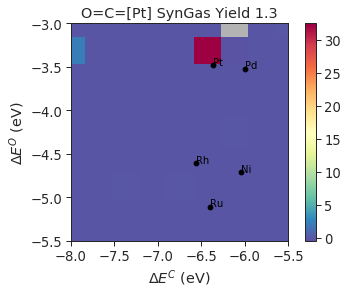 O=C=[Pt] SynGas Yield 1.3
−3.0
−3.5
−4.0
−4.5
−5.0
−5.5
ΔE^O (eV)
Pt
Pd
Rh
Ni
Ru
−8.0 −7.5 −7.0 −6.5 −6.0 −5.5
ΔE^C (eV)
30
25
20
15
10
5
0